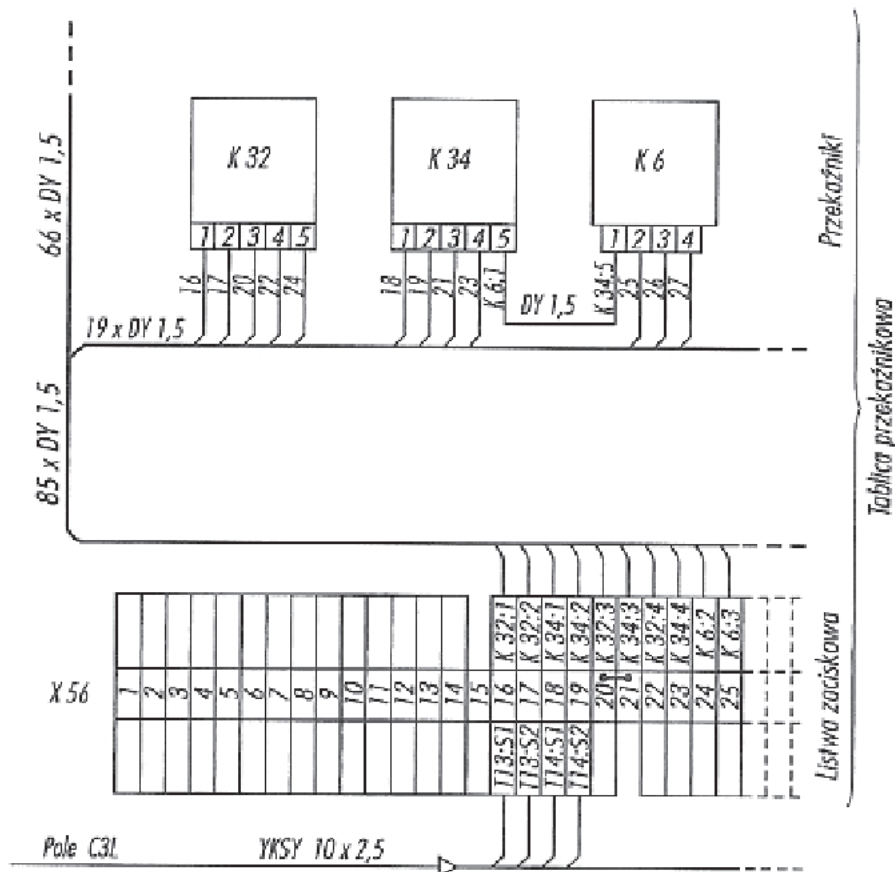 66 x DY 1,5
K 32
K 34
K 6
1 2 3 4 5
1 2 3 4 5
1 2 3 4
16 17 20 22 24
18 19 21 23 K 6:1
K 34:5 25 26 27
DY 1,5
19 x DY 1,5
85 x DY 1,5
Przekaźniki
Tablica przekaźnikowa
K 32:1 K 32:2 K 34:1 K 34:2 K 32:3 K 34:3 K 32:4 K 34:4 K 6:2 K 6:3
X 56
1 2 3 4 5 6 7 8 9 10 11 12 13 14 15 16 17 18 19 20 21 22 23 24 25
T13:S1 T13:S2 T14:S1 T14:S2
Listwa zaciskowa
Pole C3L
YKSY 10 x 2,5